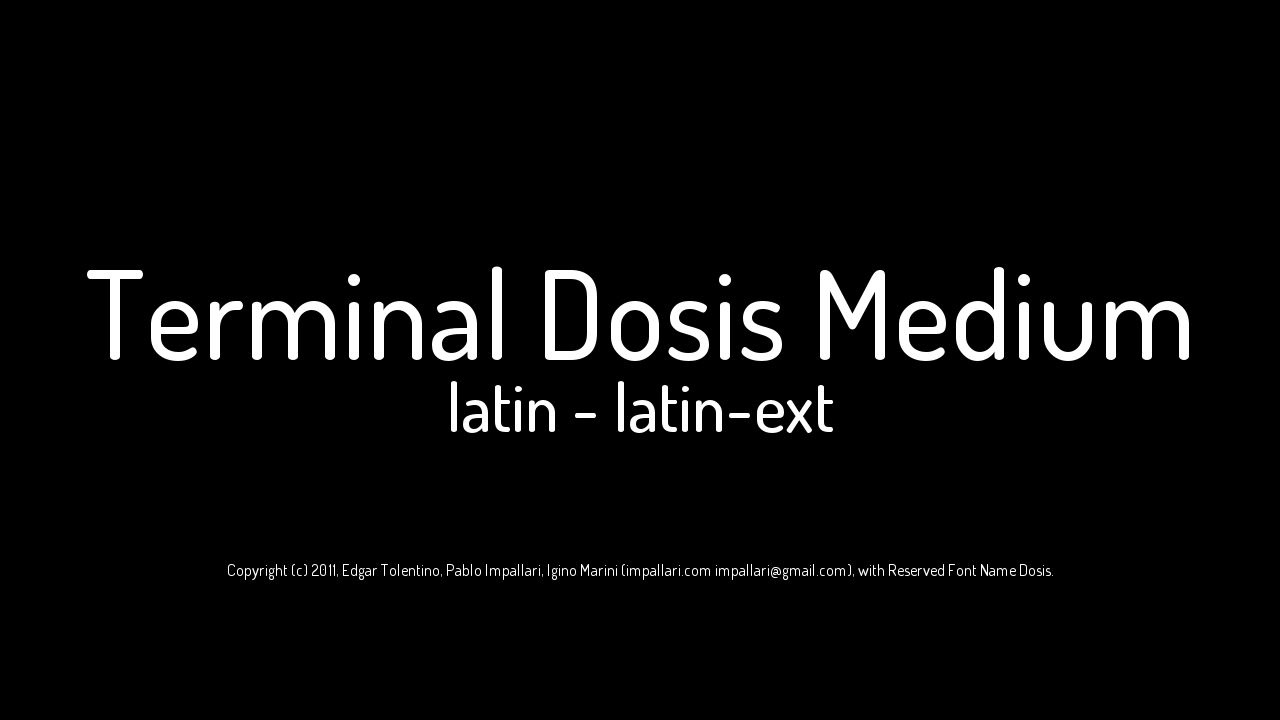 Terminal Dosis Medium
latin - latin-ext
Copyright (c) 2011, Edgar Tolentino, Pablo Impallari, Igino Marini (impallari.com impallari@gmail.com), with Reserved Font Name Dosis.